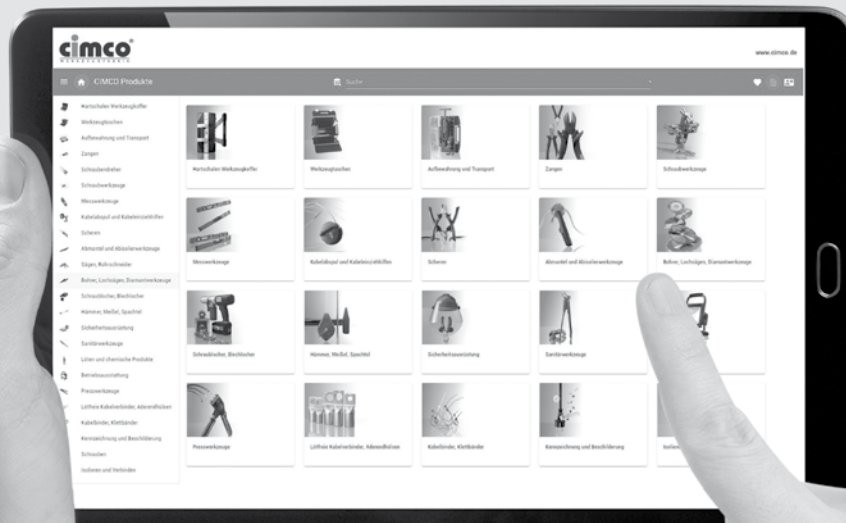 cimco®
WERKZEUGFABRIK
www.cimco.de
CIMCO Produkte
Suche
Hartschalen Werkzeugkoffer
Werkzeugtaschen
Aufbewahrung und Transport
Zangen
Schraubendreher
Schraubwerkzeuge
Messwerkzeuge
Kabelabspul und Kabeleinziehhilfen
Scheren
Abmantel und Abisolierwerkzeuge
Sägen, Rohrschneider
Bohrer, Lochsägen, Diamantwerkzeuge
Schraublocher, Blechlocher
Hämmer, Meißel, Spachtel
Sicherheitsausrüstung
Sanitärwerkzeuge
Löten und chemische Produkte
Betriebsausstattung
Presswerkzeuge
Lötfreie Kabelverbinder, Aderendhülsen
Kabelbinder, Klettbänder
Kennzeichnung und Beschilderung
Schrauben
Isolieren und Verbinden
Hartschalen Werkzeugkoffer
Werkzeugtaschen
Aufbewahrung und Transport
Zangen
Schraubwerkzeuge
Messwerkzeuge
Kabelabspul und Kabeleinziehhilfen
Scheren
Abmantel und Abisolierwerkzeuge
Bohrer, Lochsägen, Diamantwerkzeuge
Schraublocher, Blechlocher
Hämmer, Meißel, Spachtel
Sicherheitsausrüstung
Sanitärwerkzeuge
Presswerkzeuge
Lötfreie Kabelverbinder, Aderendhülsen
Kabelbinder, Klettbänder
Kennzeichnung und Beschilderung